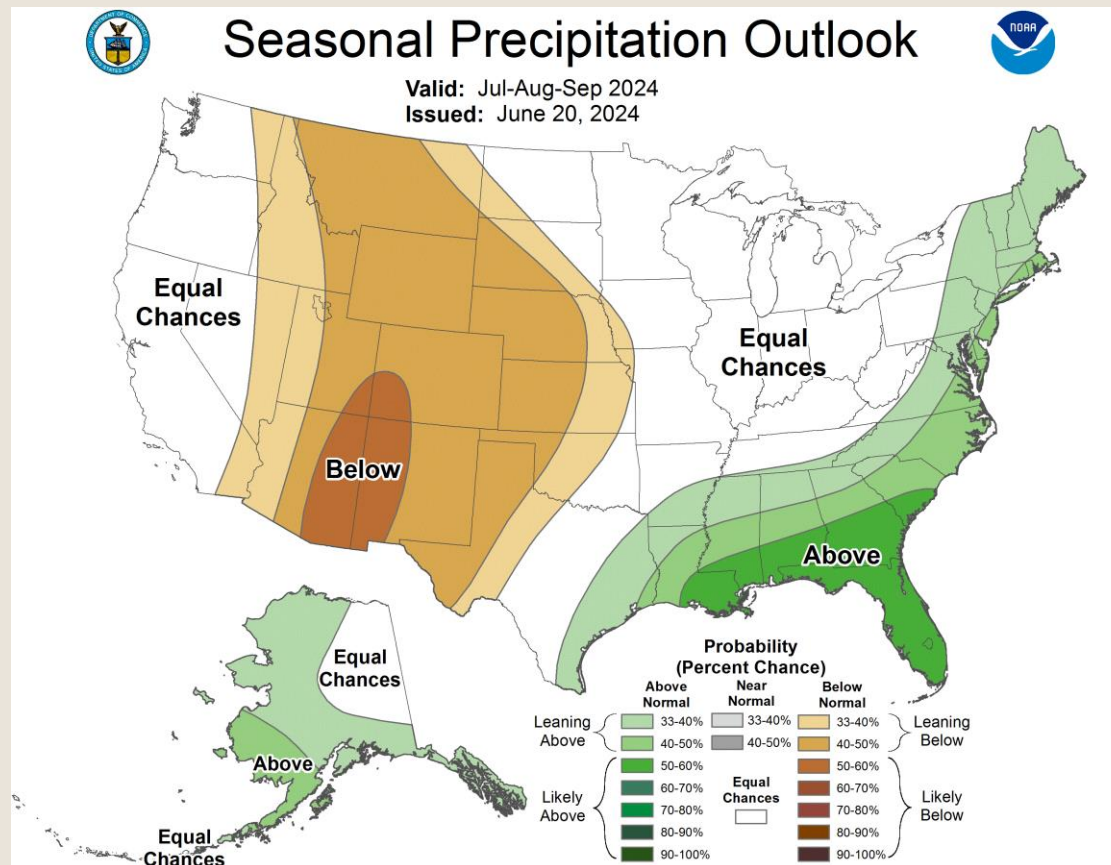 Seasonal Precipitation Outlook
NOAA
Valid: Jul-Aug-Sep 2024
Issued: June 20, 2024
Equal
Chances
Equal
Chances
Below
Above
Equal
Chances
Above
Equal
Chances
Probability
(Percent Chance)
Above
Normal
Near
Normal
Below
Normal
Leaning
Above
33-40%
40-50%
33-40%
40-50%
33-40%
40-50%
Leaning
Below
Likely
Above
50-60%
60-70%
70-80%
80-90%
90-100%
Equal
Chances
50-60%
60-70%
70-80%
80-90%
90-100%
Likely
Below